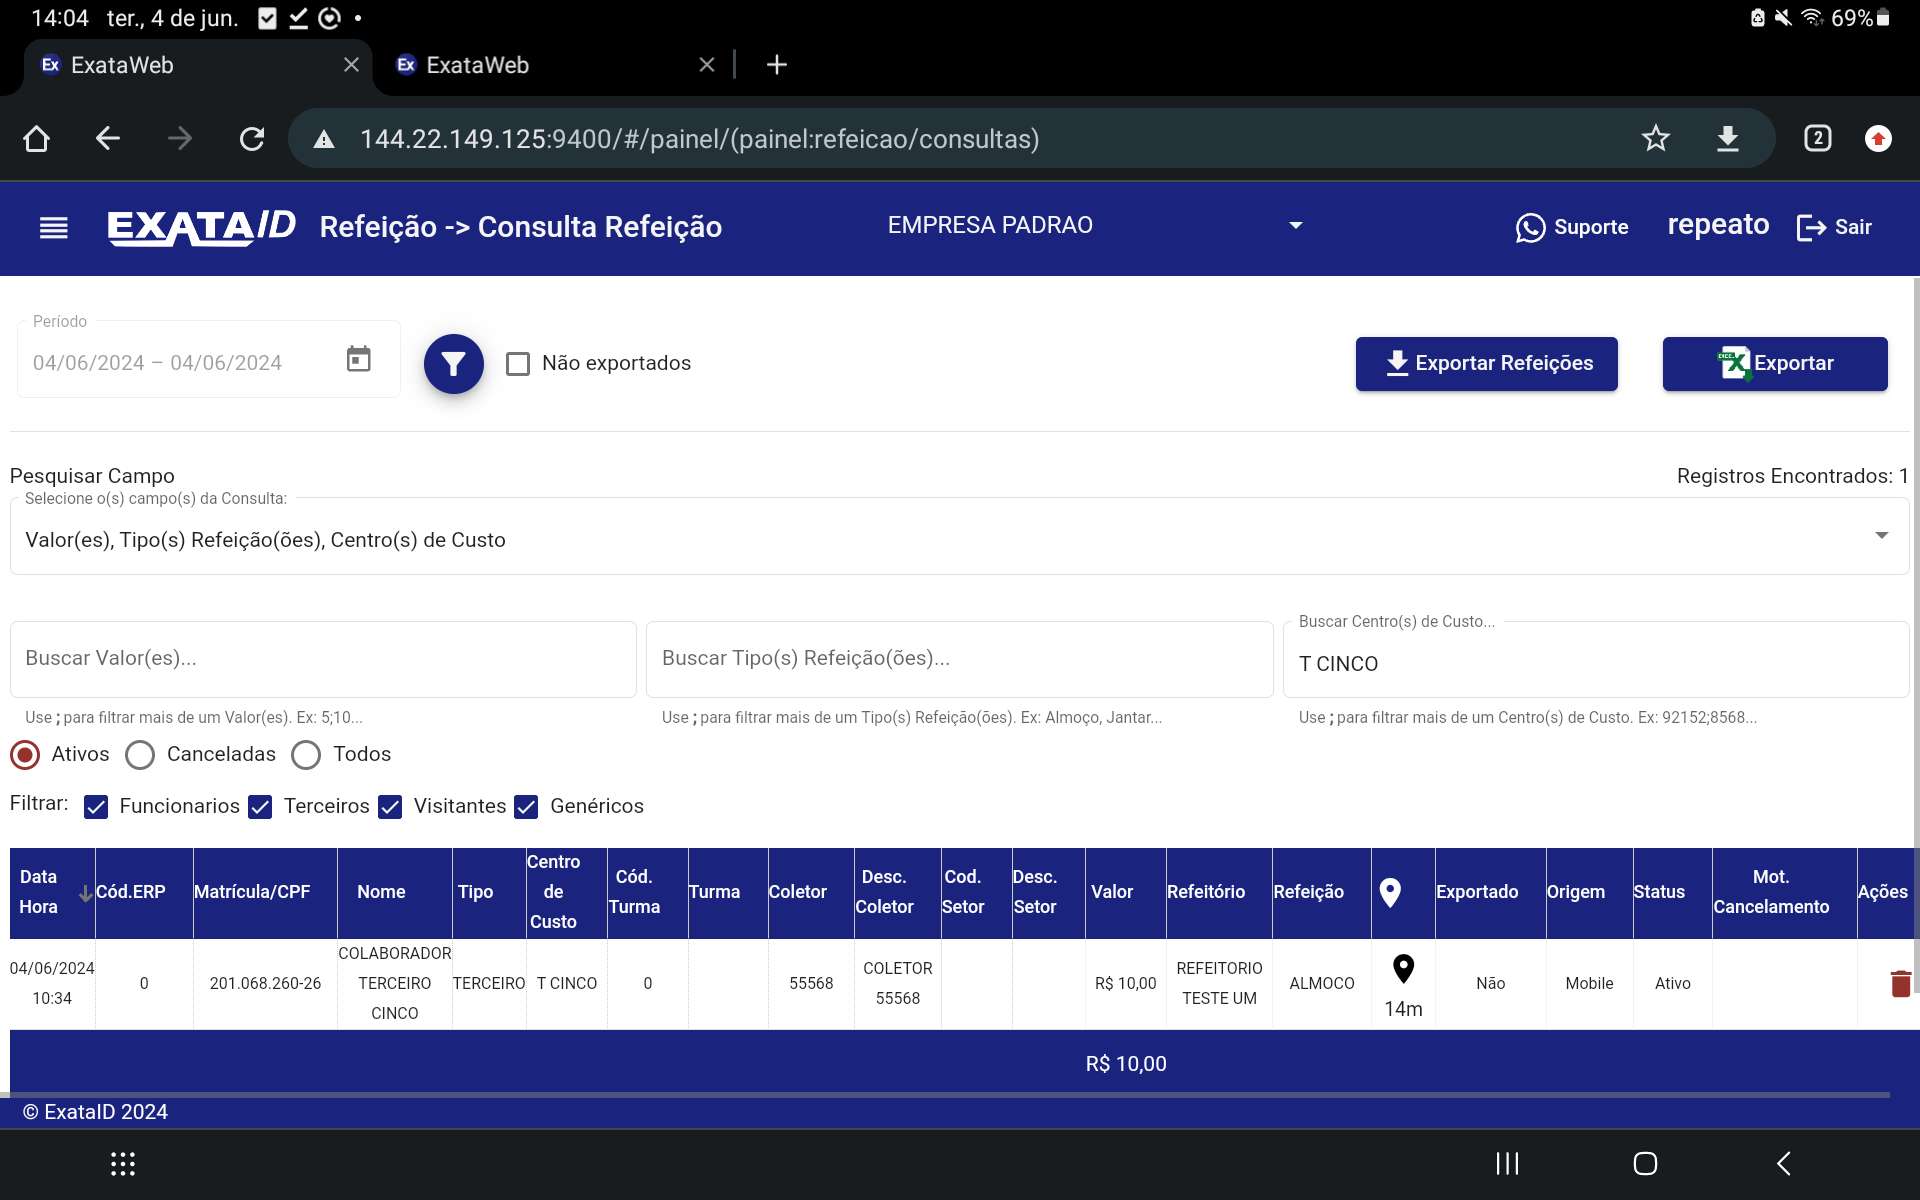 14:04 ter., 4 de jun.
69%
Ex ExataWeb
Ex ExataWeb
144.22.149.125:9400/#/painel/(painel:refeicao/consultas)
2
EXATAID
Refeição -> Consulta Refeição
EMPRESA PADRAO
Suporte
repeato
Sair
Período
04/06/2024 – 04/06/2024
Não exportados
Exportar Refeições
Exportar
Pesquisar Campo
Registros Encontrados: 1
Selecione o(s) campo(s) da Consulta:
Valor(es), Tipo(s) Refeição(ões), Centro(s) de Custo
Buscar Valor(es)...
Buscar Tipo(s) Refeição(ões)...
Buscar Centro(s) de Custo...
T CINCO
Use ; para filtrar mais de um Valor(es). Ex: 5;10...
Use ; para filtrar mais de um Tipo(s) Refeição(ões). Ex: Almoço, Jantar...
Use ; para filtrar mais de um Centro(s) de Custo. Ex: 92152;8568...
Ativos Canceladas Todos
Filtrar: Funcionarios Terceiros Visitantes Genéricos
Data Hora
Cód.ERP
Matrícula/CPF
Nome
Tipo
Centro de Custo
Cód. Turma
Turma
Coletor
Desc. Coletor
Cod. Setor
Desc. Setor
Valor
Refeitório
Refeição
Exportado
Origem
Status
Mot. Cancelamento
Ações
04/06/2024 10:34
0
201.068.260-26
COLABORADOR TERCEIRO CINCO
TERCEIRO
T CINCO
0
55568
COLETOR 55568
R$ 10,00
REFEITORIO TESTE UM
ALMOCO
14m
Não
Mobile
Ativo
R$ 10,00
© ExataID 2024